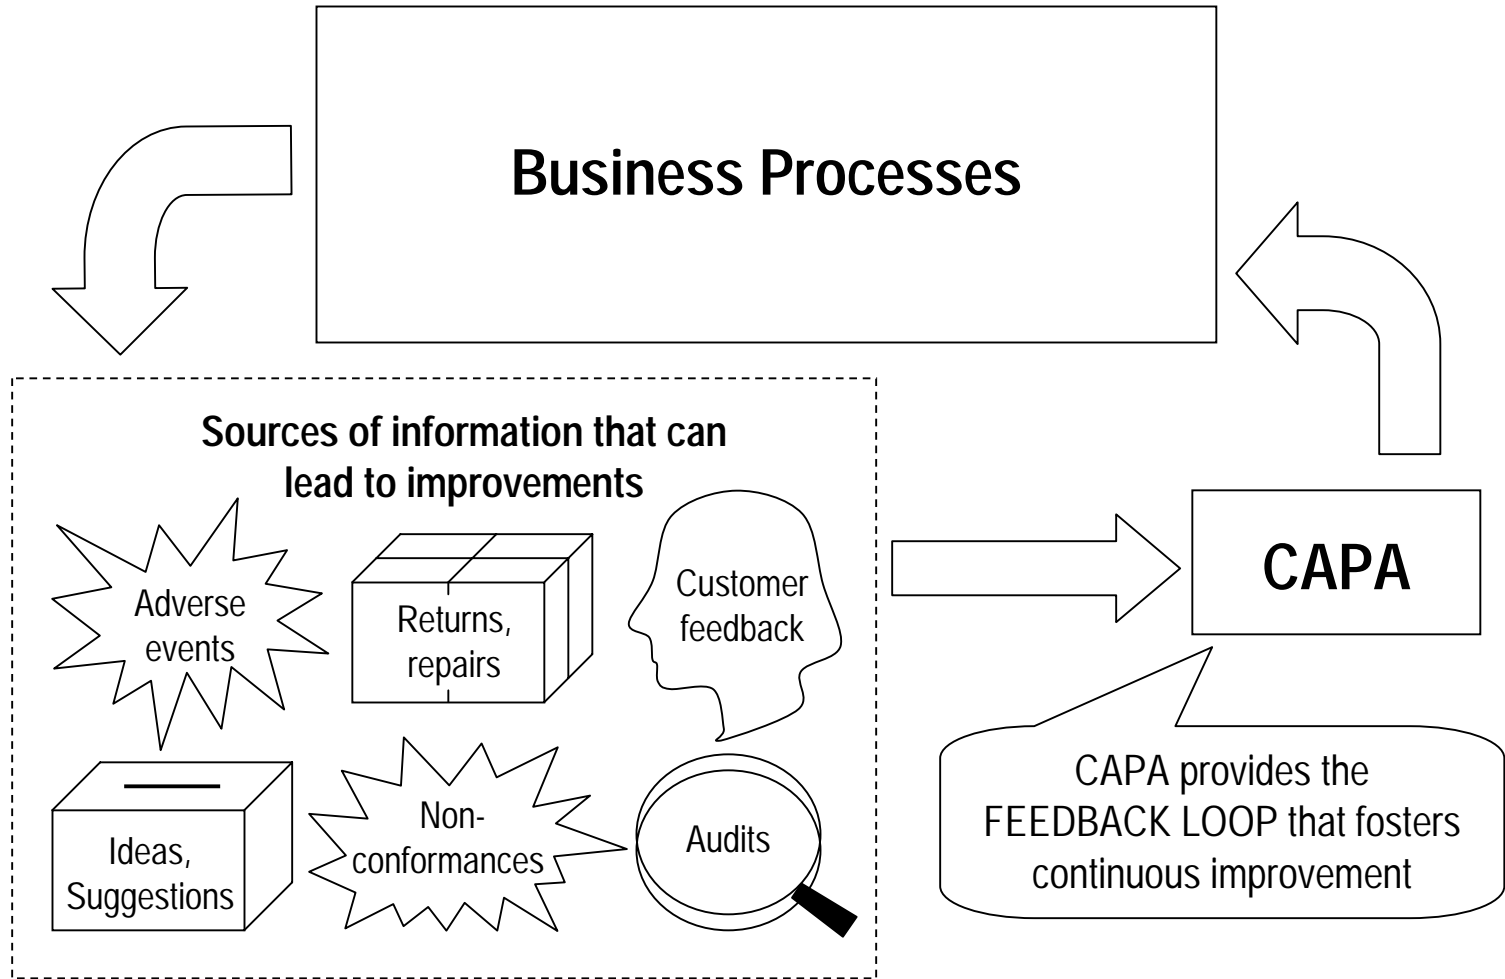 Business Processes
Sources of information that can
lead to improvements
Adverse
events
Returns,
repairs
Customer
feedback
Ideas,
Suggestions
Non-
conformances
Audits
CAPA
CAPA provides the
FEEDBACK LOOP that fosters
continuous improvement